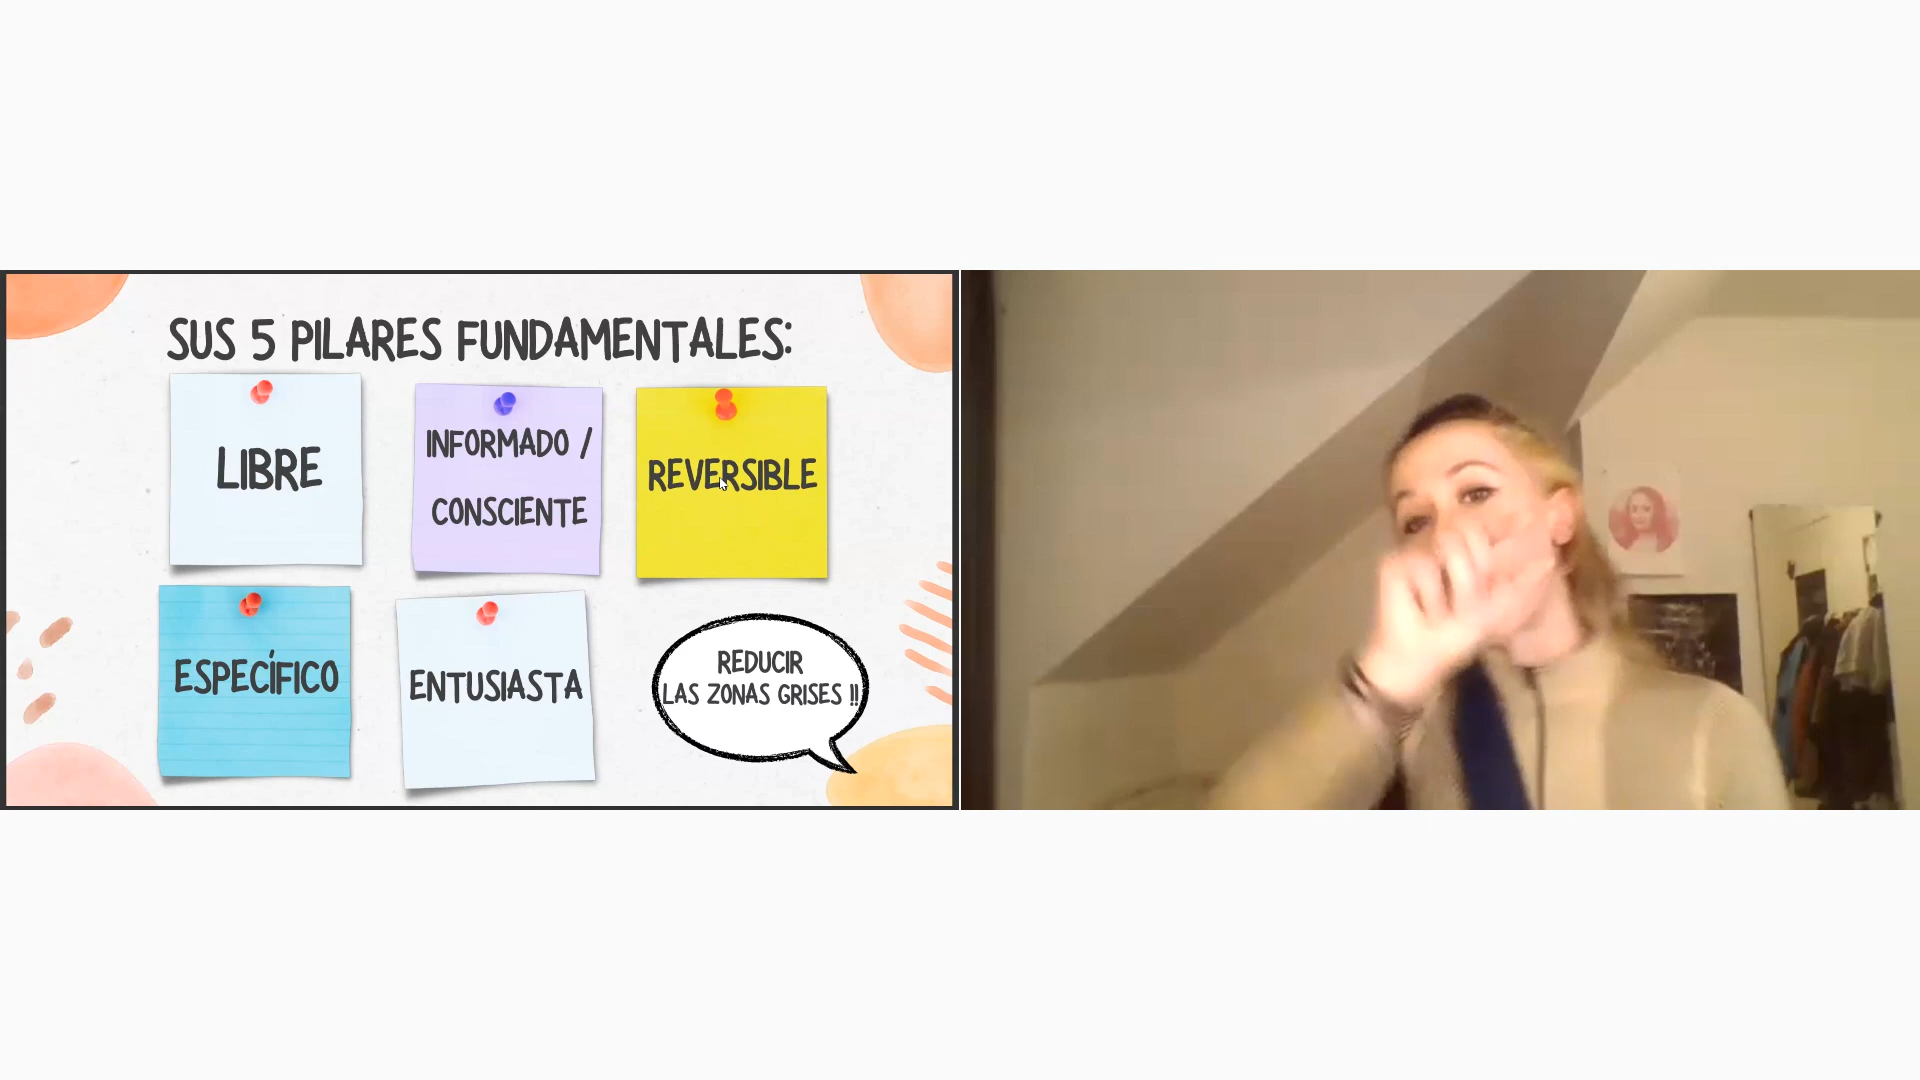 SUS 5 PILARES FUNDAMENTALES:
LIBRE
INFORMADO /
CONSCIENTE
REVERSIBLE
ESPECÍFICO
ENTUSIASTA
REDUCIR
LAS ZONAS GRISES !!